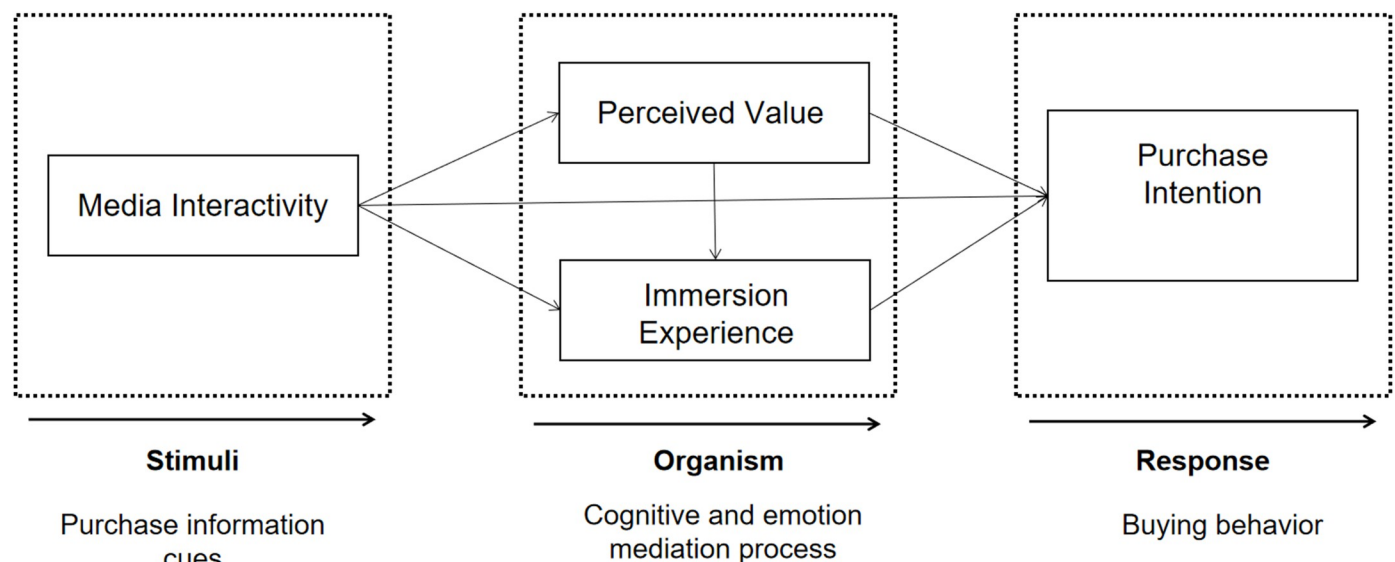 Perceived Value
Media Interactivity
Purchase
Intention
Immersion
Experience
Stimuli
Organism
Response
Purchase information
cues
Cognitive and emotion
mediation process
Buying behavior